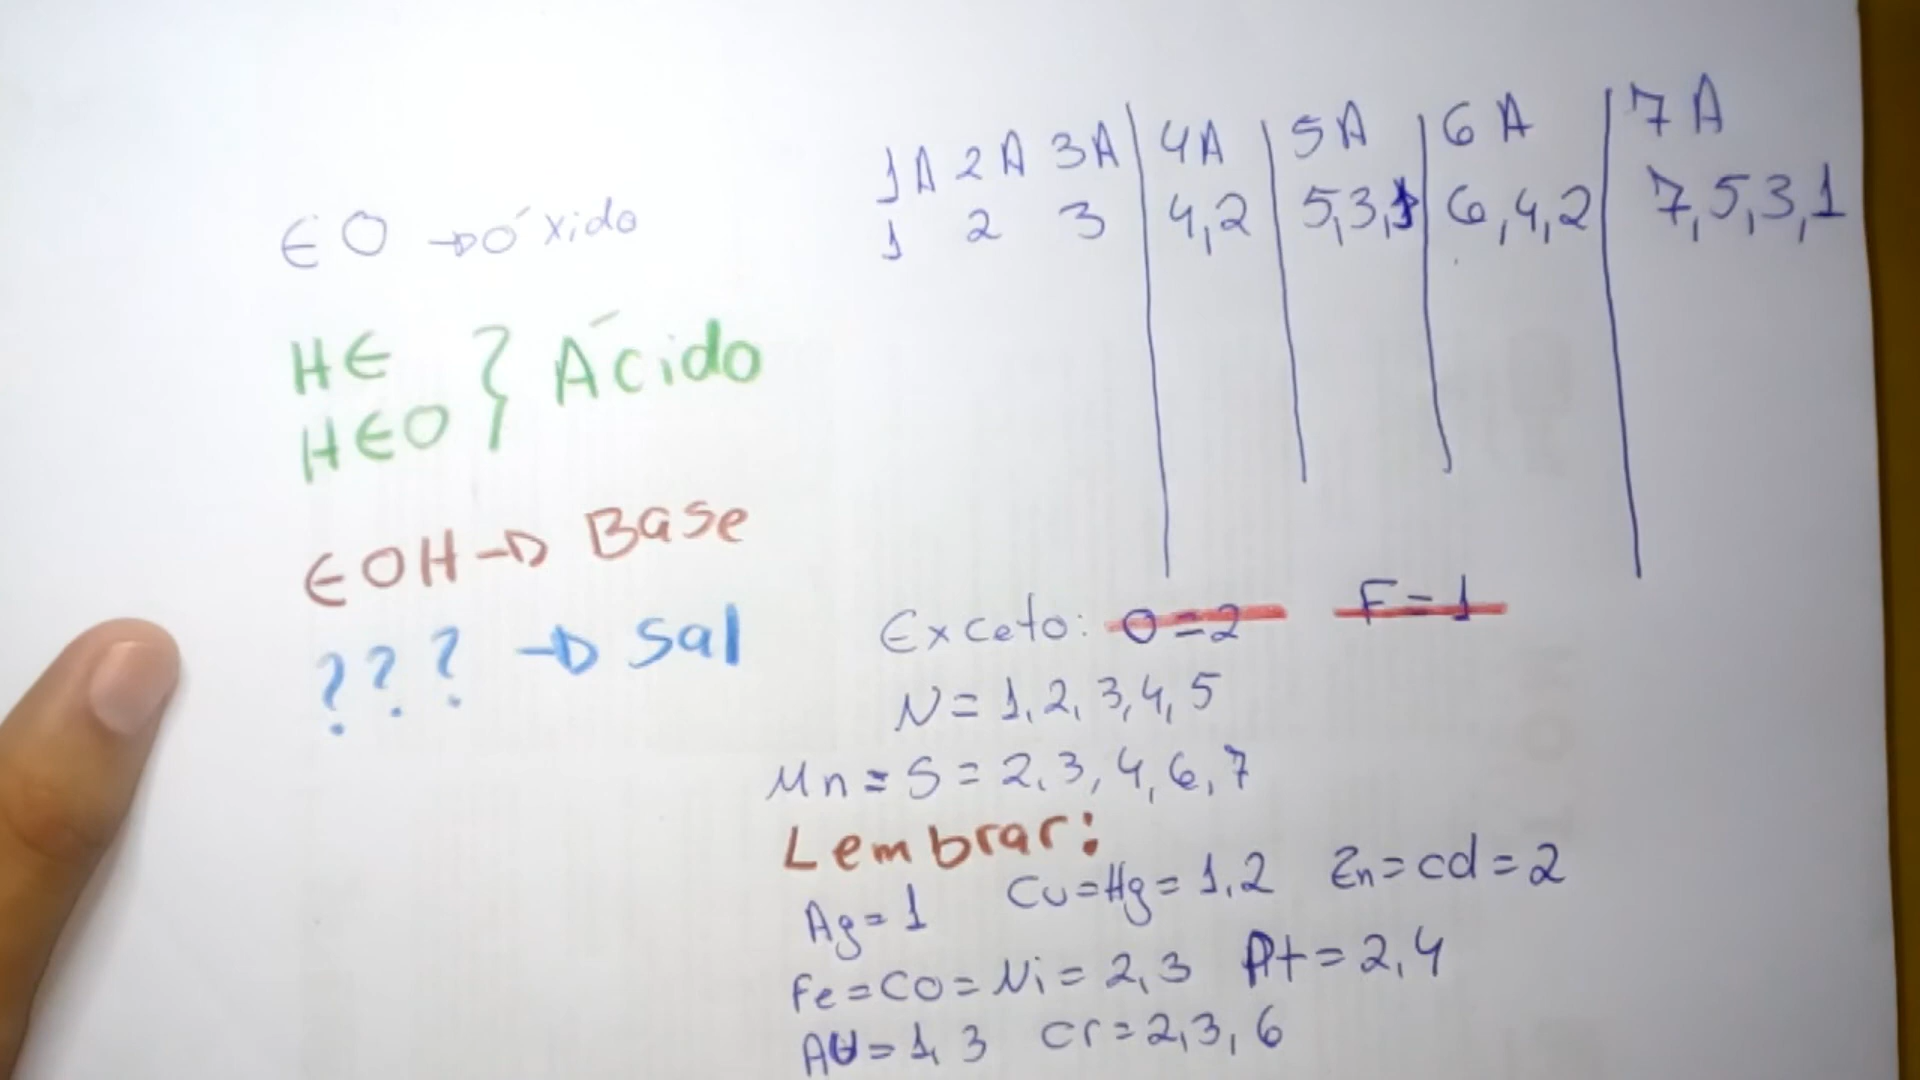 1A 2A 3A 4A 5A 6A 7A
1 2 3 4,2 5,3,1 6,4,2 7,5,3,1
EO → óxido
HE
HEO } Ácido
EOH → Base
??? → Sal
Exceto: O=2 F=1
N = 1,2,3,4,5
Mn = S = 2,3,4,6,7
Lembrar:
Ag=1 Cu=Hg=1,2 Zn=cd=2
Fe=Co=Ni=2,3 Pt=2,4
AU=1,3 Cr=2,3,6